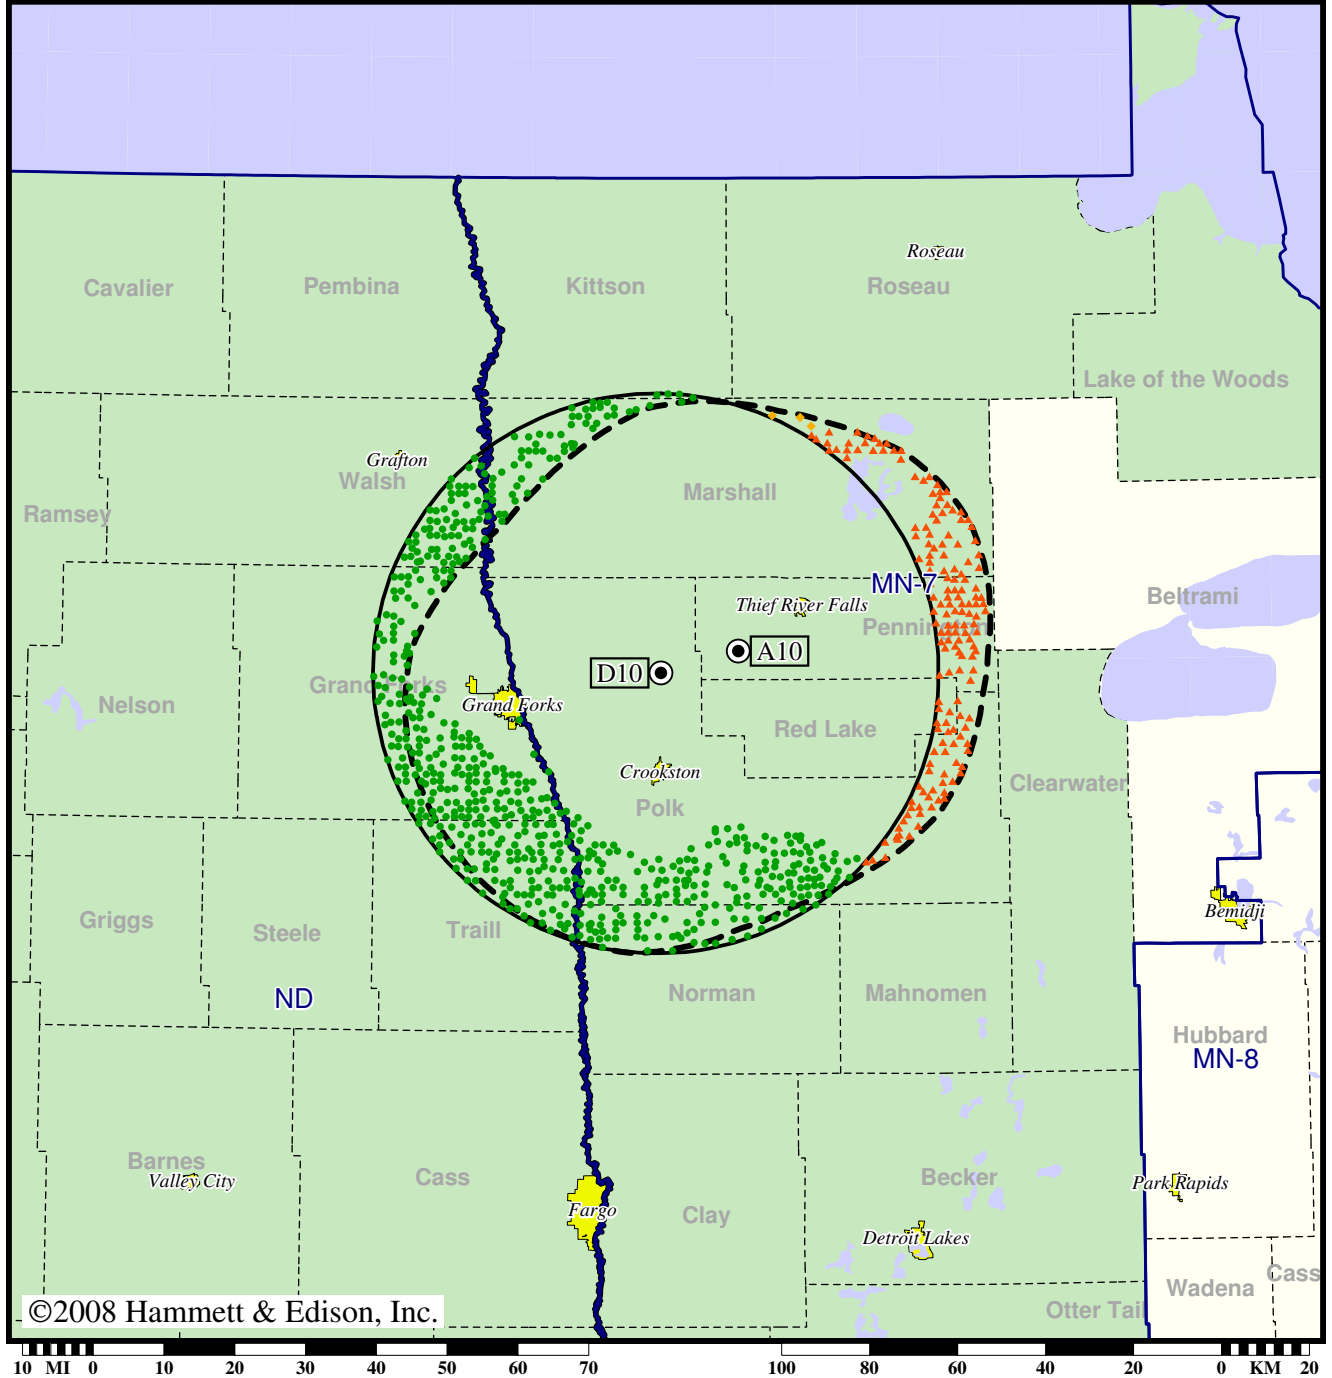 Roseau
Cavalier
Pembina
Kittson
Roseau
Lake of the Woods
Grafton
Walsh
Marshall
Ramsey
MN-7
Thief River Falls
Beltrami
Pennington
A10
D10
Grand Forks
Nelson
Grand Forks
Red Lake
Crookston
Clearwater
Polk
Griggs
Steele
Traill
Bemidji
ND
Norman
Mahnomen
Hubbard
MN-8
Barnes
Valley City
Cass
Becker
Park Rapids
Fargo
Clay
Detroit Lakes
Cass
Wadena
Otter Tail
©2008 Hammett & Edison, Inc.
10 MI 0 10 20 30 40 50 60 70 100 80 60 40 20 0 KM 20